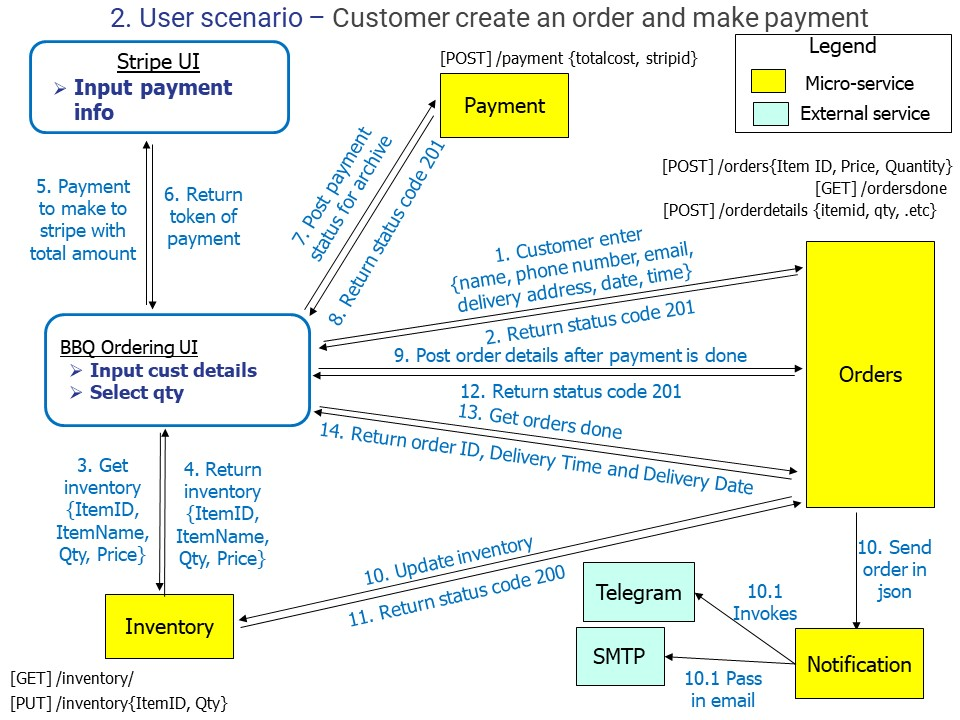 2. User scenario – Customer create an order and make payment
Stripe UI
➢ Input payment
info
[POST] /payment {totalcost, stripid}
Payment
Legend
Micro-service
External service
[POST] /orders{Item ID, Price, Quantity}
[GET] /ordersdone
[POST] /orderdetails {itemid, qty, .etc}
5. Payment
to make to
stripe with
total amount
6. Return
token of
payment
7. Post payment
status for archive
8. Return status code 201
1. Customer enter
{name, phone number, email,
delivery address, date, time}
2. Return status code 201
BBQ Ordering UI
➢ Input cust details
➢ Select qty
9. Post order details after payment is done
12. Return status code 201
13. Get orders done
14. Return order ID, Delivery Time and Delivery Date
Orders
3. Get
inventory
{ItemID,
ItemName,
Qty, Price}
4. Return
inventory
{ItemID,
ItemName,
Qty, Price}
10. Update inventory
11. Return status code 200
10. Send
order in
json
Inventory
[GET] /inventory/
[PUT] /inventory{ItemID, Qty}
Telegram
10.1
Invokes
SMTP
10.1 Pass
in email
Notification